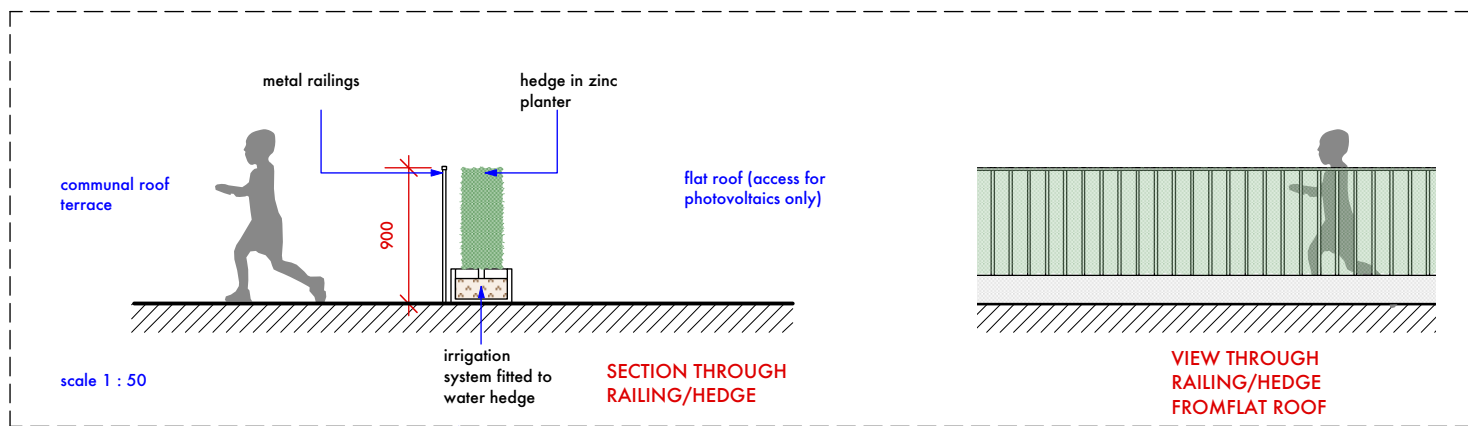 metal railings
hedge in zinc
planter
communal roof
terrace
flat roof (access for
photovoltaics only)
900
irrigation
system fitted to
water hedge
scale 1 : 50
SECTION THROUGH
RAILING/HEDGE
VIEW THROUGH
RAILING/HEDGE
FROMFLAT ROOF